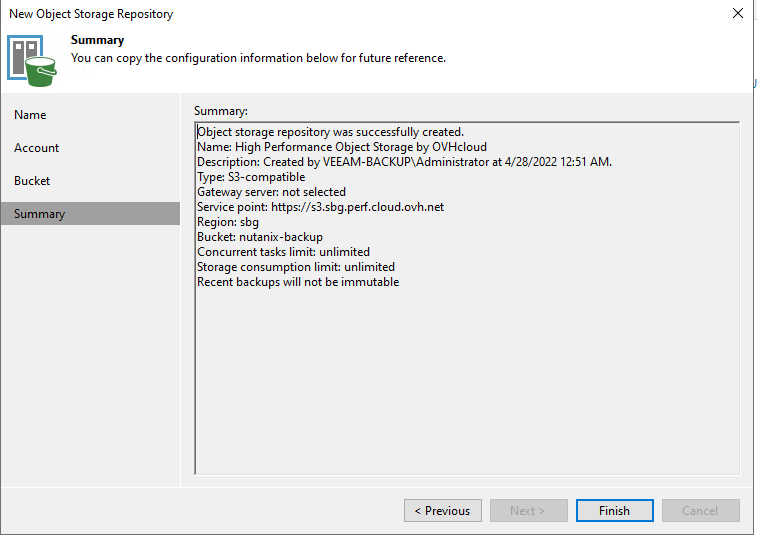 New Object Storage Repository
Summary
You can copy the configuration information below for future reference.
Name
Account
Bucket
Summary
Summary:
Object storage repository was successfully created.
Name: High Performance Object Storage by OVHcloud
Description: Created by VEEAM-BACKUP\Administrator at 4/28/2022 12:51 AM.
Type: S3-compatible
Gateway server: not selected
Service point: https://s3.sbg.perf.cloud.ovh.net
Region: sbg
Bucket: nutanix-backup
Concurrent tasks limit: unlimited
Storage consumption limit: unlimited
Recent backups will not be immutable
< Previous
Next >
Finish
Cancel